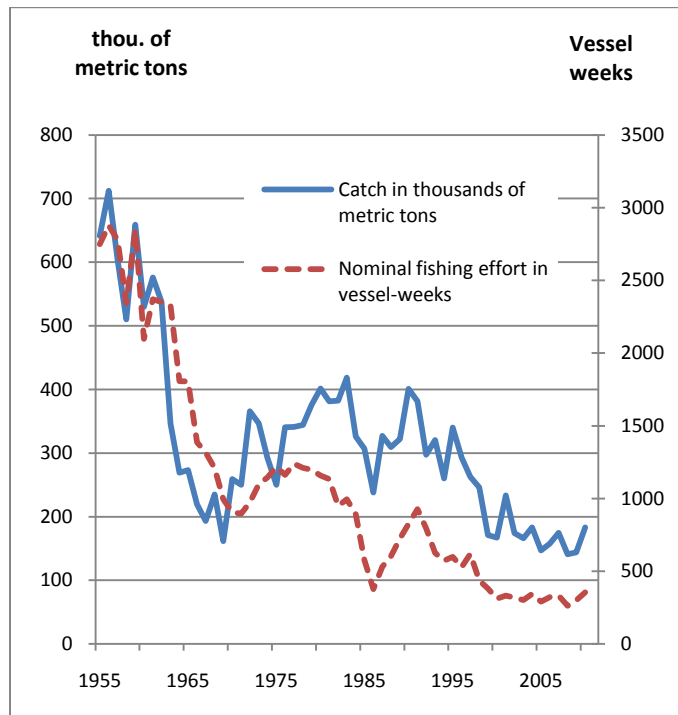 thou. of
metric tons
Vessel
weeks
800
700
600
500
400
300
200
100
0
3500
3000
2500
2000
1500
1000
500
0
Catch in thousands of
metric tons
Nominal fishing effort in
vessel-weeks
1955
1965
1975
1985
1995
2005